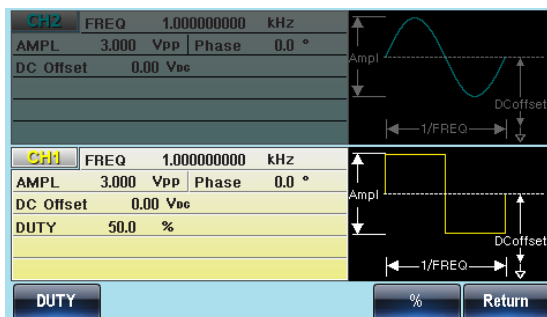 CH2 FREQ 1.000000000 kHz
AMPL 3.000 Vpp Phase 0.0 °
DC Offset 0.00 VDC
Ampl
DCoffset
1/FREQ
CH1 FREQ 1.000000000 kHz
AMPL 3.000 Vpp Phase 0.0 °
DC Offset 0.00 VDC
DUTY 50.0 %
Ampl
DCoffset
1/FREQ
DUTY % Return